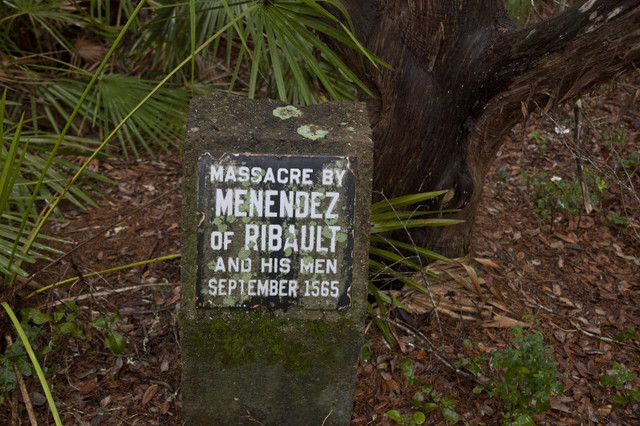 MASSACRE BY
MENENDEZ
OF RIBAULT
AND HIS MEN
SEPTEMBER 1565